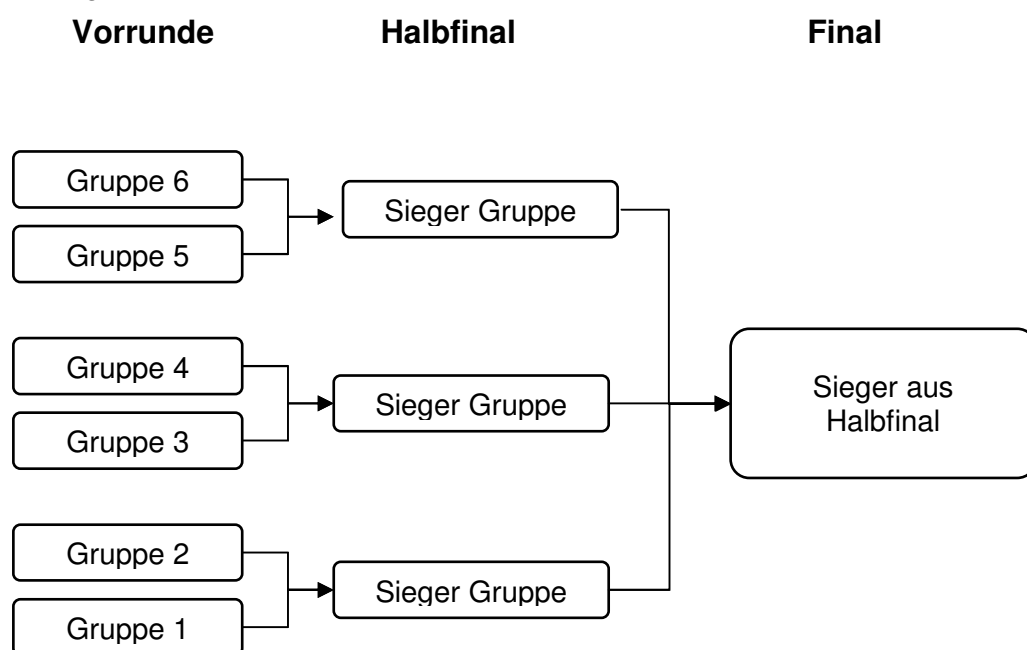 Vorrunde Halbfinal Final
Gruppe 6
Sieger Gruppe
Gruppe 5
Gruppe 4
Sieger Gruppe
Gruppe 3
Sieger aus
Halbfinal
Gruppe 2
Sieger Gruppe
Gruppe 1